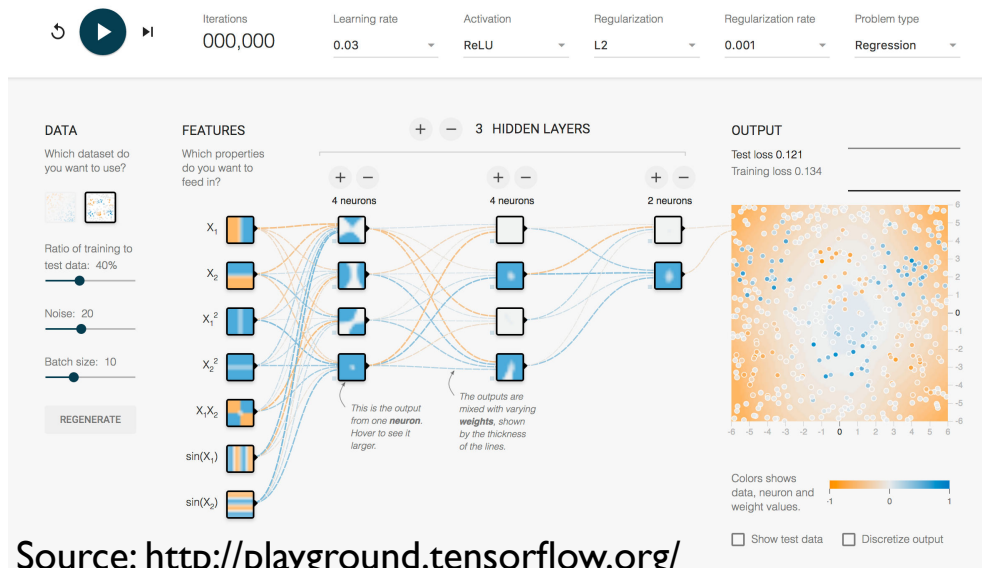 Iterations
000,000
Learning rate
0.03
Activation
ReLU
Regularization
L2
Regularization rate
0.001
Problem type
Regression
DATA
Which dataset do
you want to use?
Ratio of training to
test data: 40%
Noise: 20
Batch size: 10
REGENERATE
FEATURES
Which properties
do you want to
feed in?
X₁
X₂
X₁²
X₂²
X₁X₂
sin(X₁)
sin(X₂)
+ − 3 HIDDEN LAYERS
+ −
4 neurons
+ −
4 neurons
+ −
2 neurons
This is the output
from one neuron.
Hover to see it
larger.
The outputs are
mixed with varying
weights, shown
by the thickness
of the lines.
OUTPUT
Test loss 0.121
Training loss 0.134
6
5
4
3
2
1
0
-1
-2
-3
-4
-5
-6
-6 -5 -4 -3 -2 -1 0 1 2 3 4 5 6
Colors shows
data, neuron and
weight values.
-1 0 1
Show test data
Discretize output
Source: http://playground.tensorflow.org/